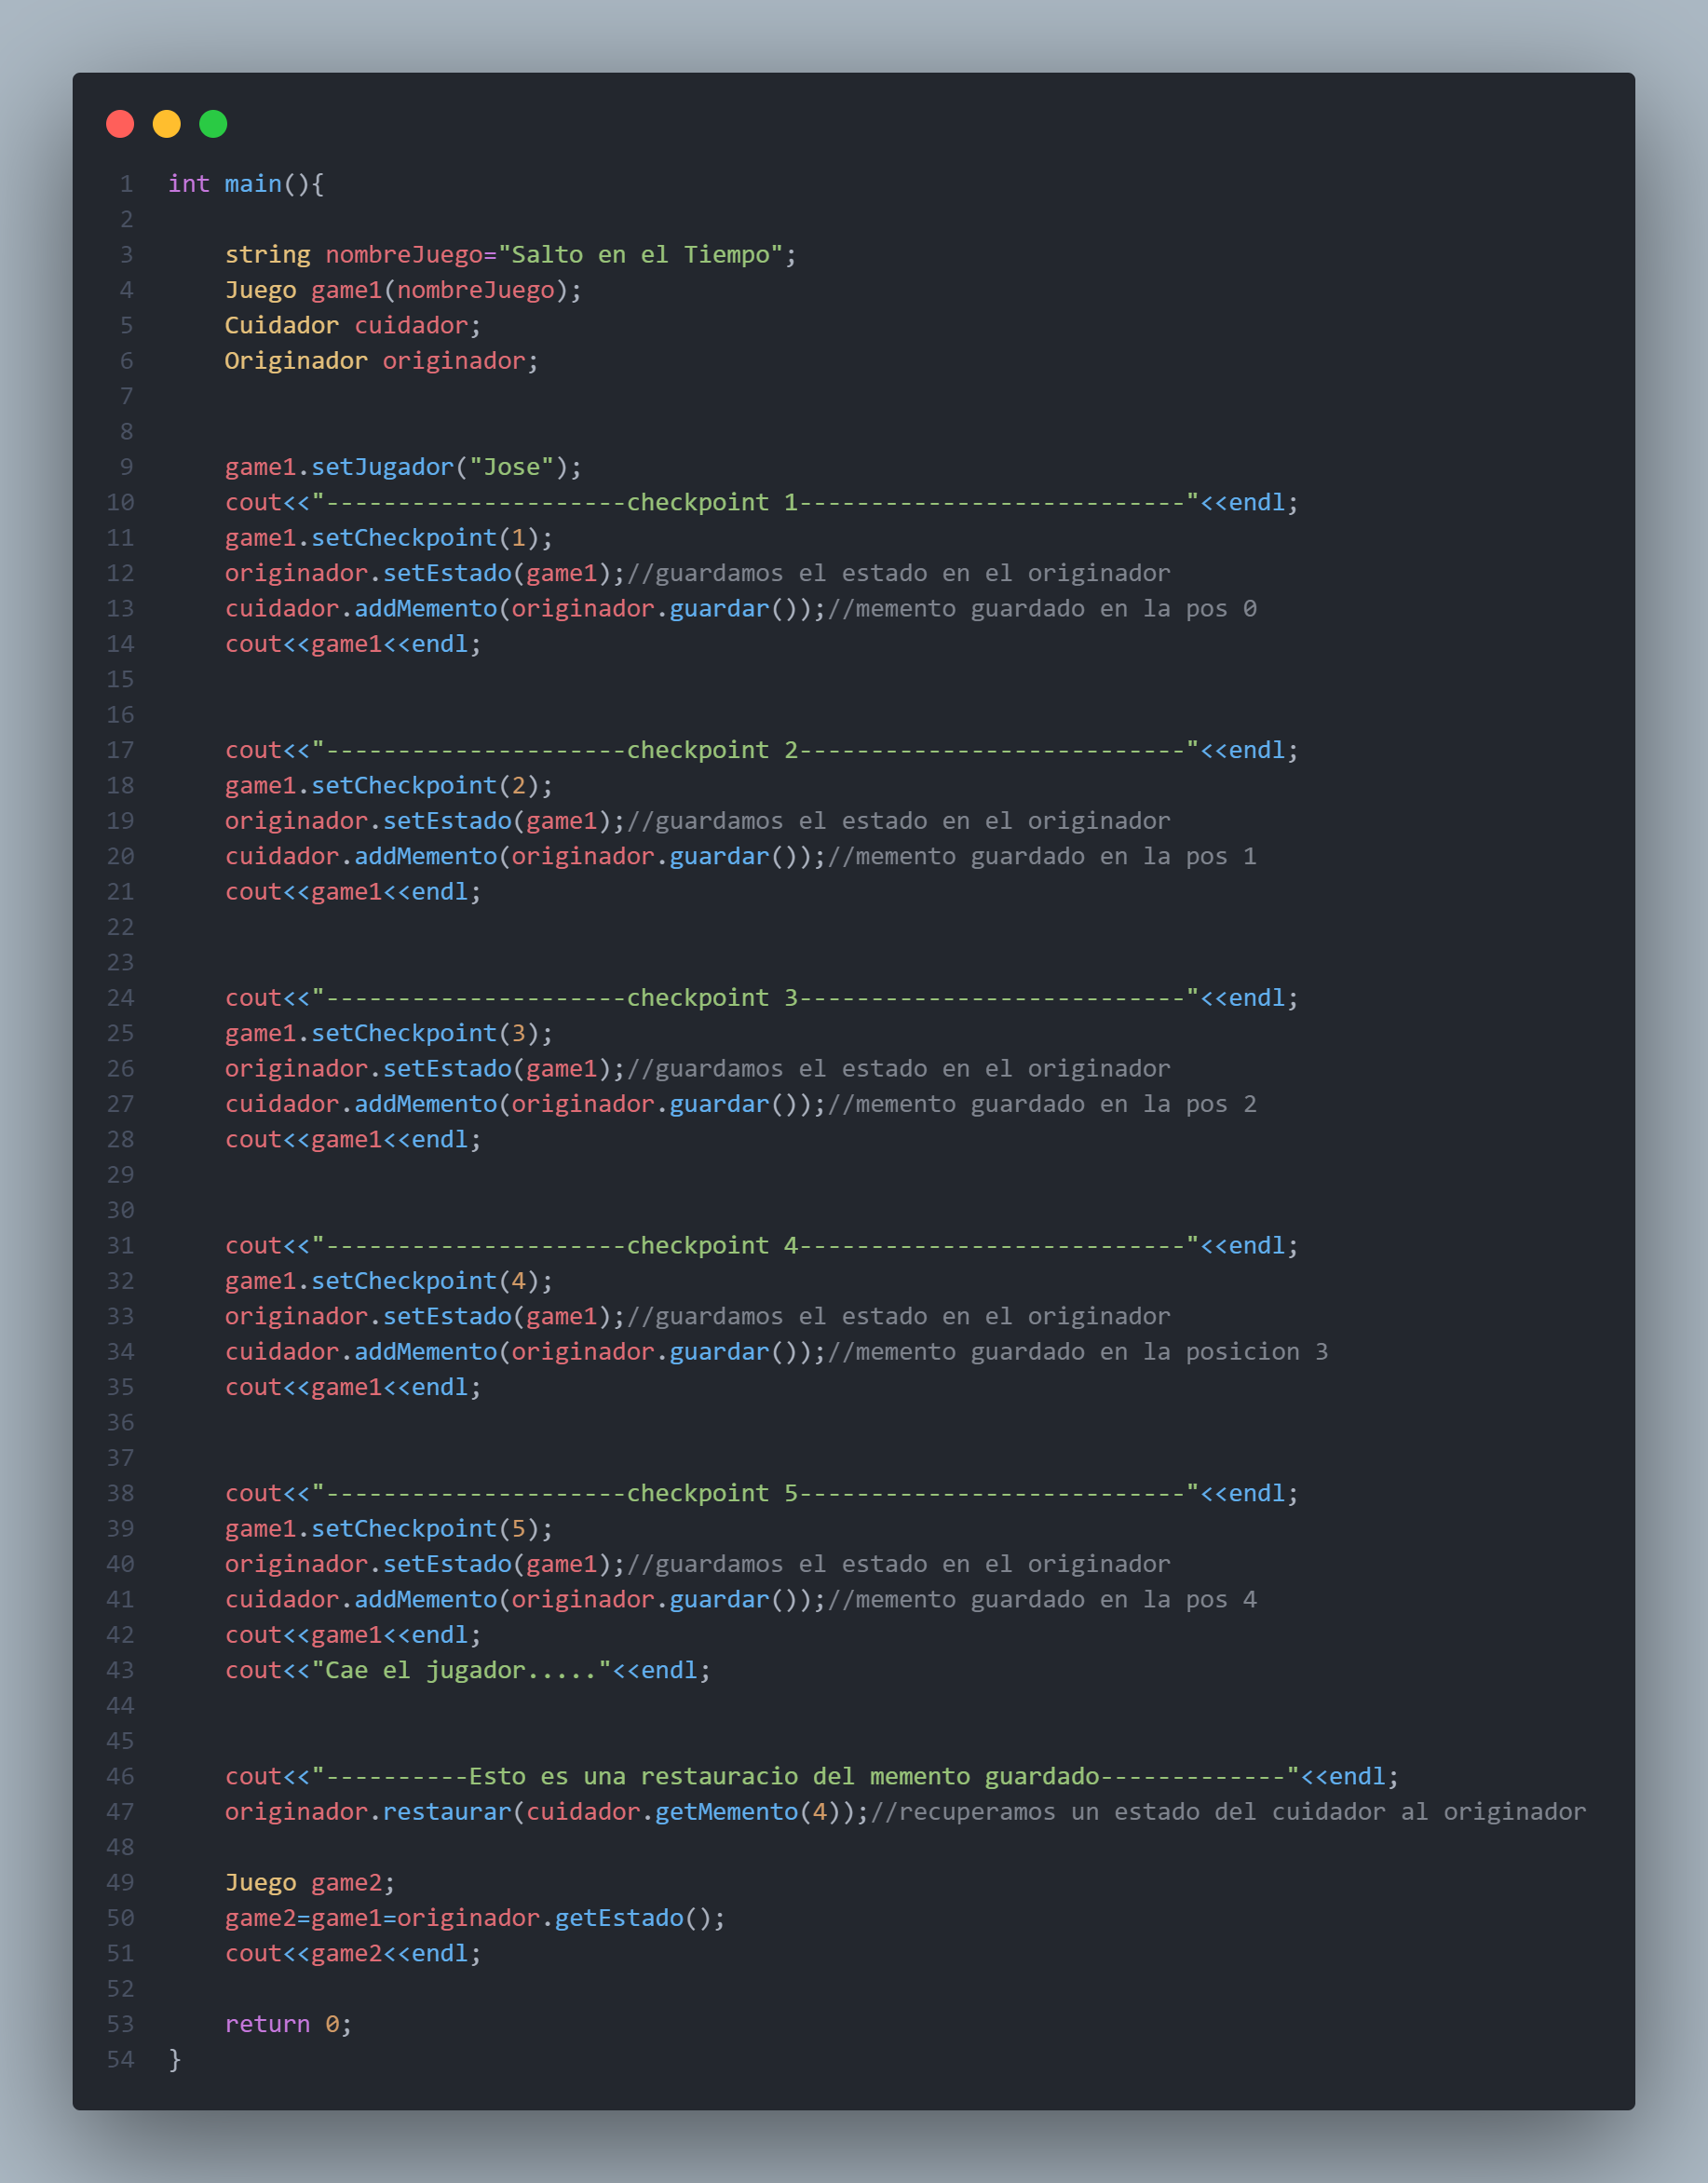 1 int main(){
2
3 string nombreJuego="Salto en el Tiempo";
4 Juego game1(nombreJuego);
5 Cuidador cuidador;
6 Originador originador;
7
8
9 game1.setJugador("Jose");
10 cout<<"---------------------checkpoint 1---------------------------"<<endl;
11 game1.setCheckpoint(1);
12 originador.setEstado(game1);//guardamos el estado en el originador
13 cuidador.addMemento(originador.guardar());//memento guardado en la pos 0
14 cout<<game1<<endl;
15
16
17 cout<<"---------------------checkpoint 2---------------------------"<<endl;
18 game1.setCheckpoint(2);
19 originador.setEstado(game1);//guardamos el estado en el originador
20 cuidador.addMemento(originador.guardar());//memento guardado en la pos 1
21 cout<<game1<<endl;
22
23
24 cout<<"---------------------checkpoint 3---------------------------"<<endl;
25 game1.setCheckpoint(3);
26 originador.setEstado(game1);//guardamos el estado en el originador
27 cuidador.addMemento(originador.guardar());//memento guardado en la pos 2
28 cout<<game1<<endl;
29
30
31 cout<<"---------------------checkpoint 4---------------------------"<<endl;
32 game1.setCheckpoint(4);
33 originador.setEstado(game1);//guardamos el estado en el originador
34 cuidador.addMemento(originador.guardar());//memento guardado en la posicion 3
35 cout<<game1<<endl;
36
37
38 cout<<"---------------------checkpoint 5---------------------------"<<endl;
39 game1.setCheckpoint(5);
40 originador.setEstado(game1);//guardamos el estado en el originador
41 cuidador.addMemento(originador.guardar());//memento guardado en la pos 4
42 cout<<game1<<endl;
43 cout<<"Cae el jugador....."<<endl;
44
45
46 cout<<"----------Esto es una restauracio del memento guardado-------------"<<endl;
47 originador.restaurar(cuidador.getMemento(4));//recuperamos un estado del cuidador al originador
48
49 Juego game2;
50 game2=game1=originador.getEstado();
51 cout<<game2<<endl;
52
53 return 0;
54 }